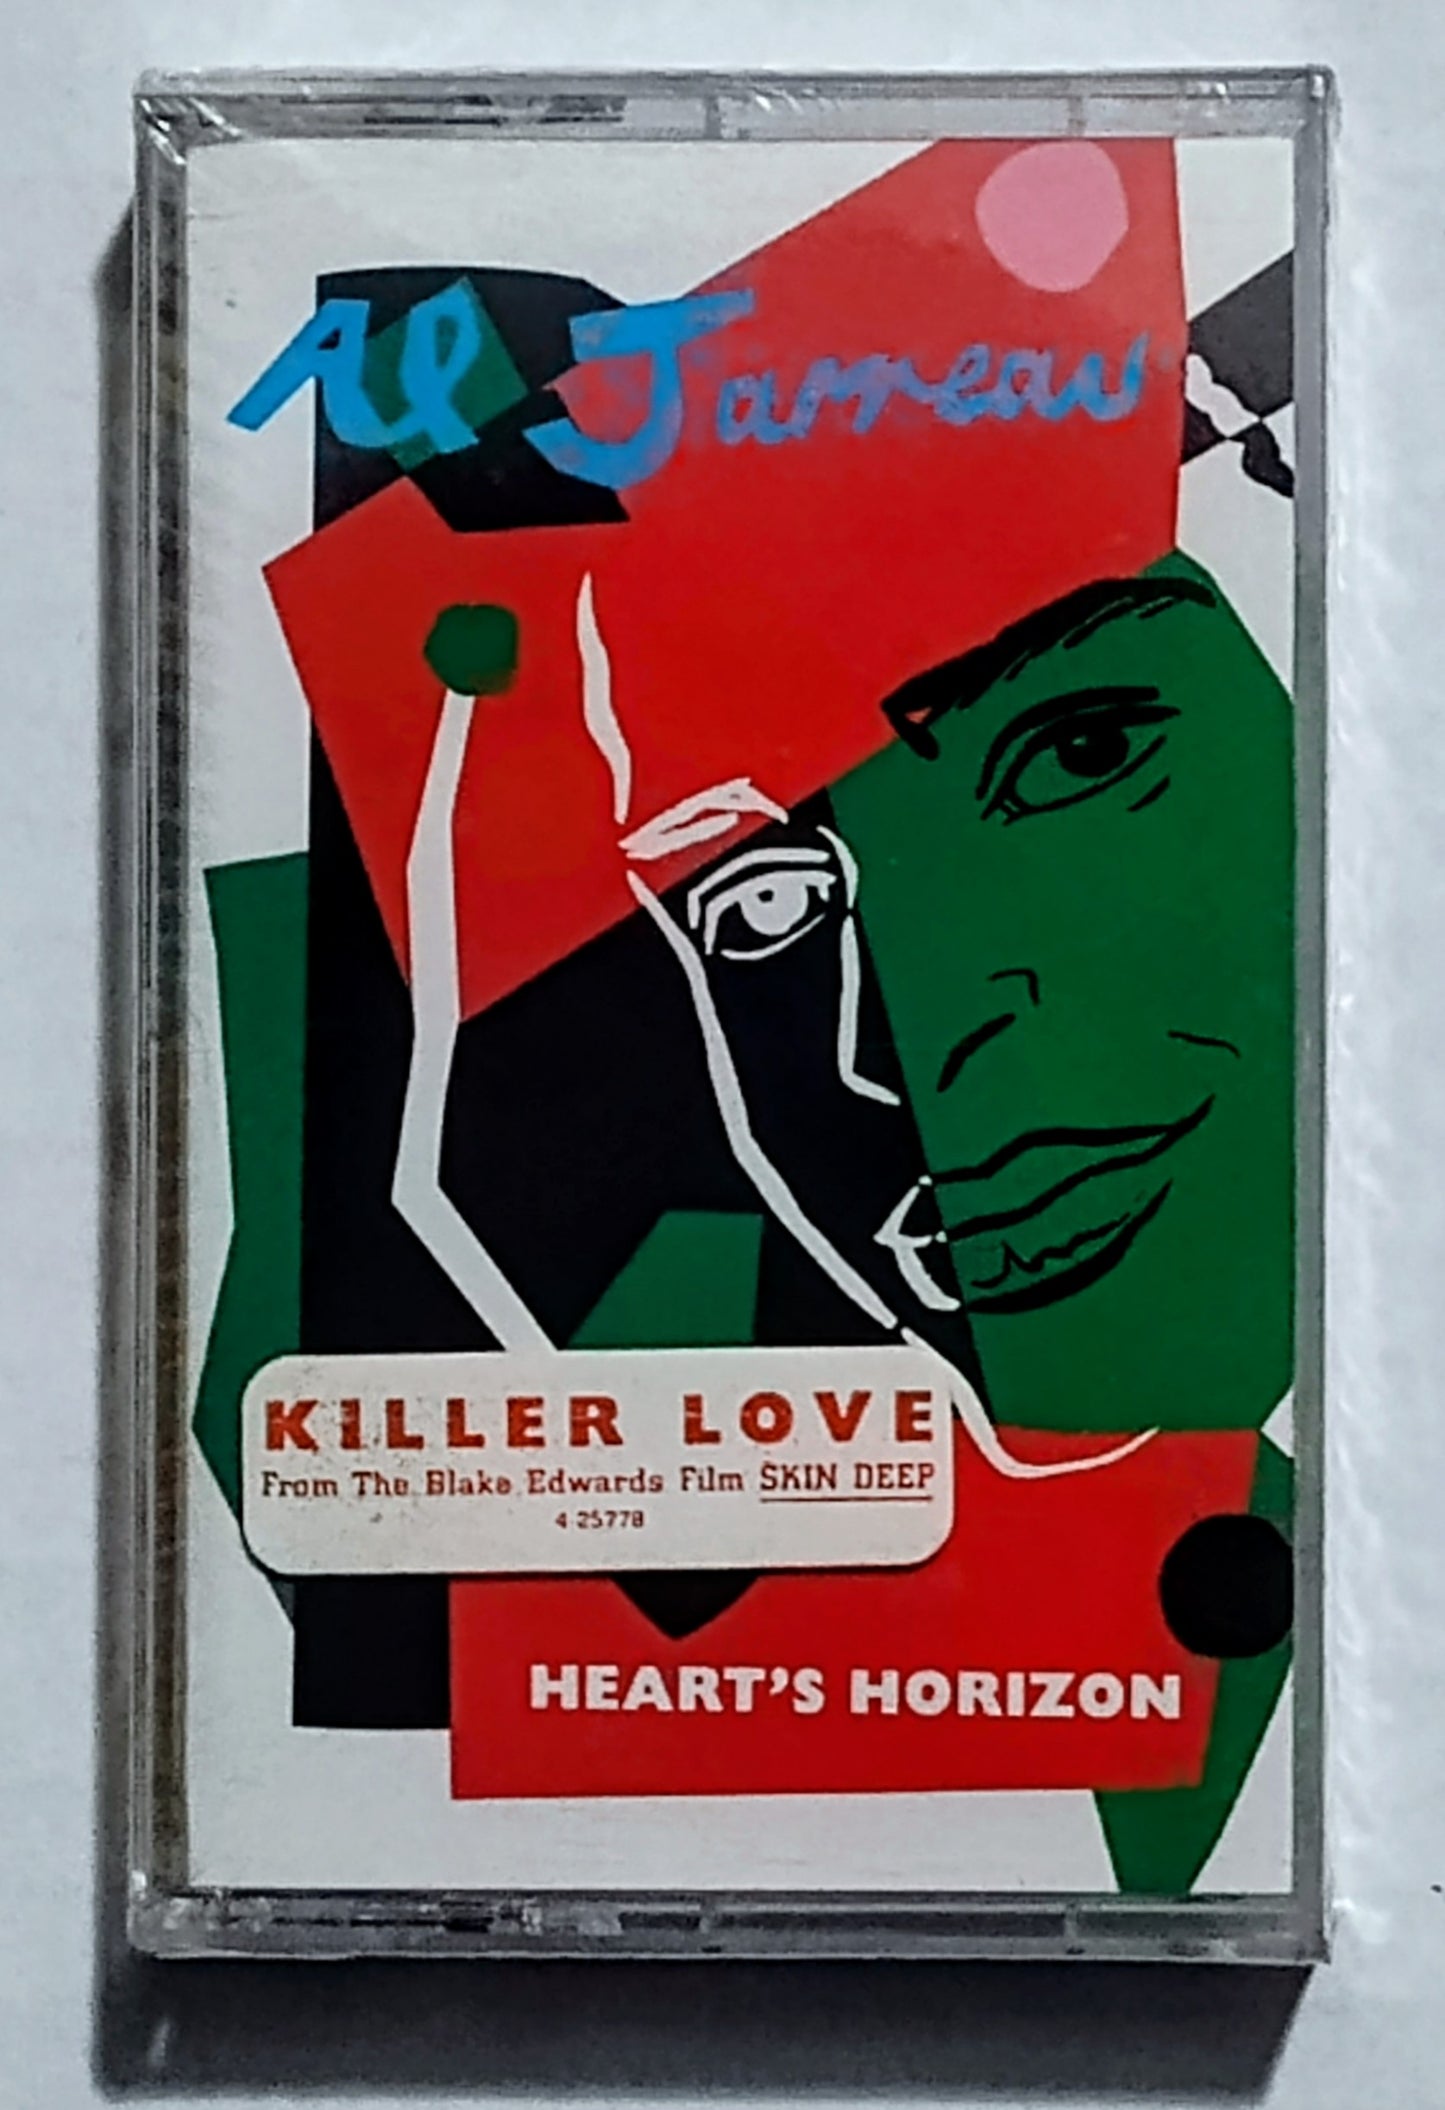 Al Jarreau
KILLER LOVE
From The Blake Edwards Film SKIN DEEP
4-25778
HEART'S HORIZON